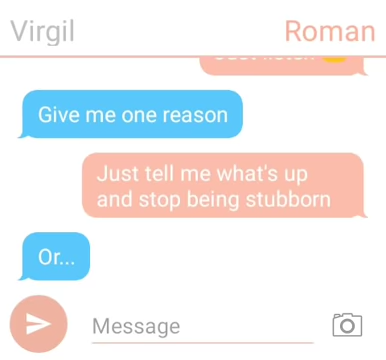 Virgil
Roman
Give me one reason
Just tell me what's up
and stop being stubborn
Or...
Message